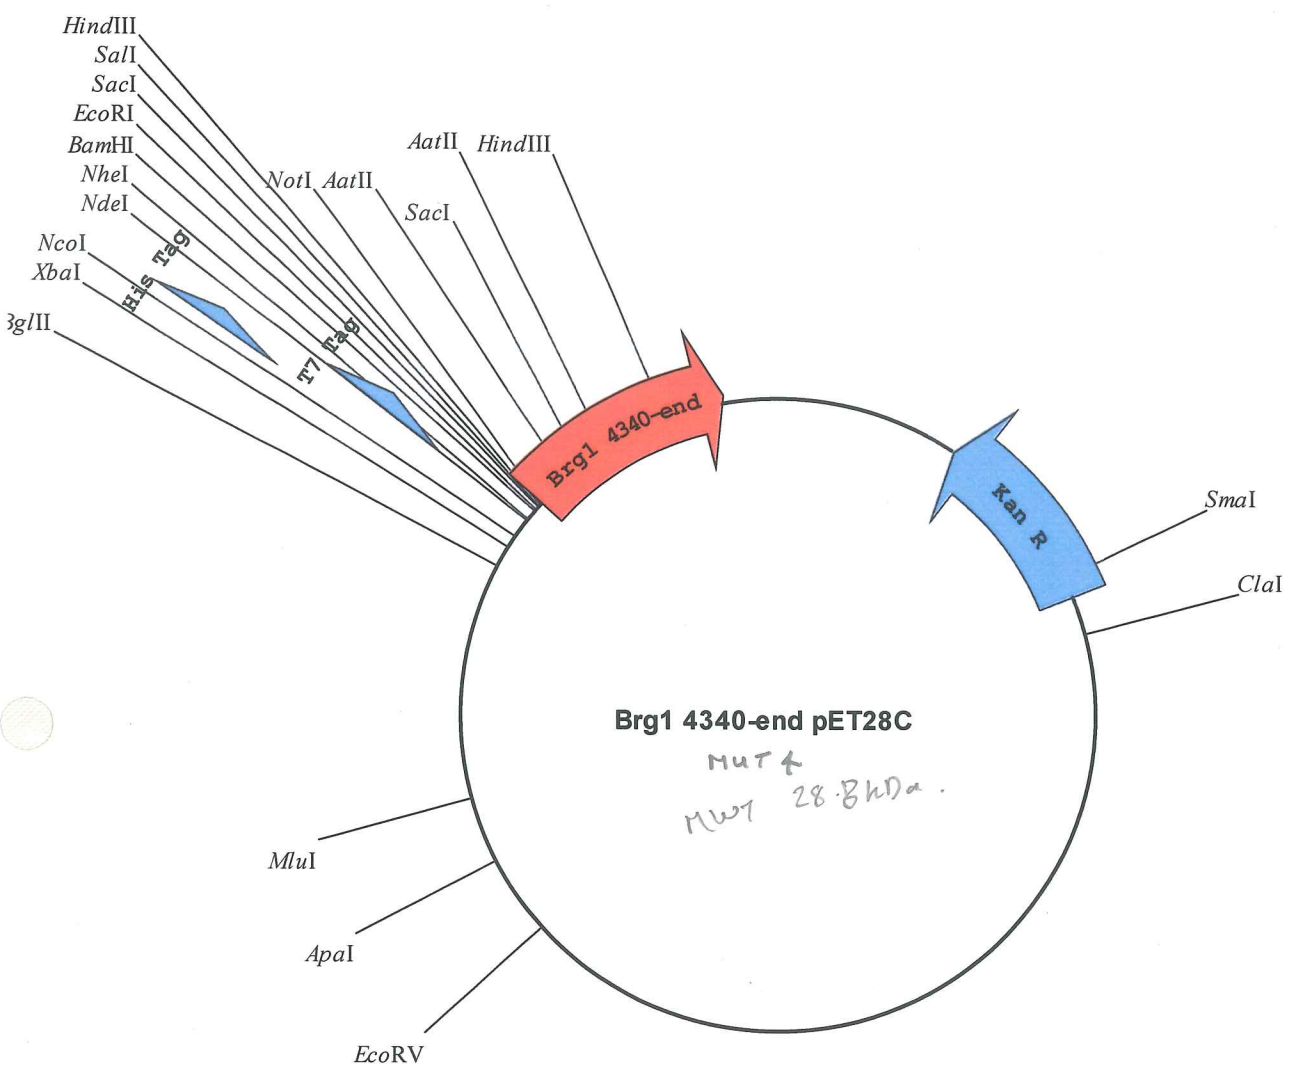 HindIII
SalI
SacI
EcoRI
BamHI
NheI
NdeI
NcoI
XbaI
BglII
His Tag
T7 Tag
NotI
AatII
SacI
AatII
HindIII
Brg1 4340-end
Kan R
SmaI
ClaI
Brg1 4340-end pET28C
MUT
MWT 28.8kDa.
MluI
ApaI
EcoRV